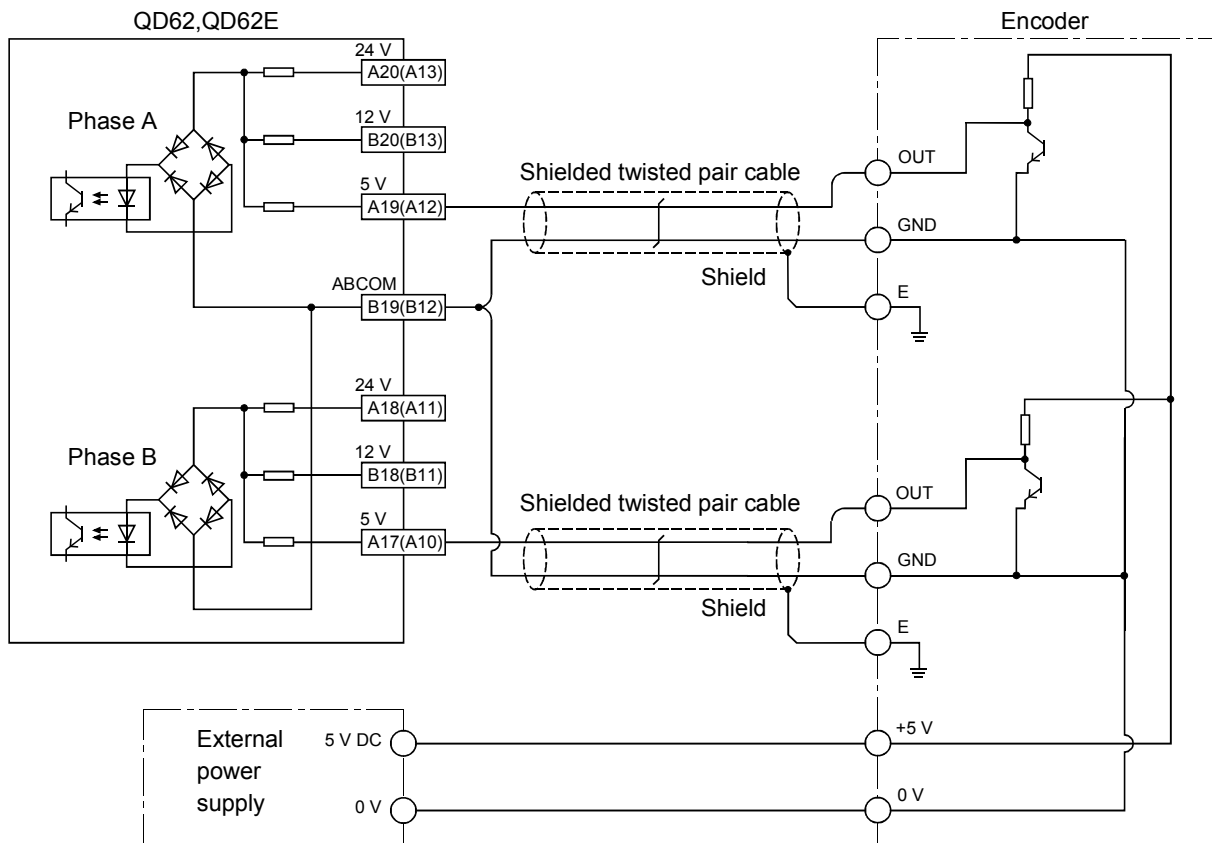 QD62,QD62E
Encoder
24 V
A20(A13)
Phase A
12 V
B20(B13)
OUT
Shielded twisted pair cable
5 V
A19(A12)
GND
Shield
ABCOM
B19(B12)
E
24 V
A18(A11)
Phase B
12 V
B18(B11)
OUT
Shielded twisted pair cable
5 V
A17(A10)
GND
Shield
E
External
power
supply
5 V DC
+5 V
0 V
0 V